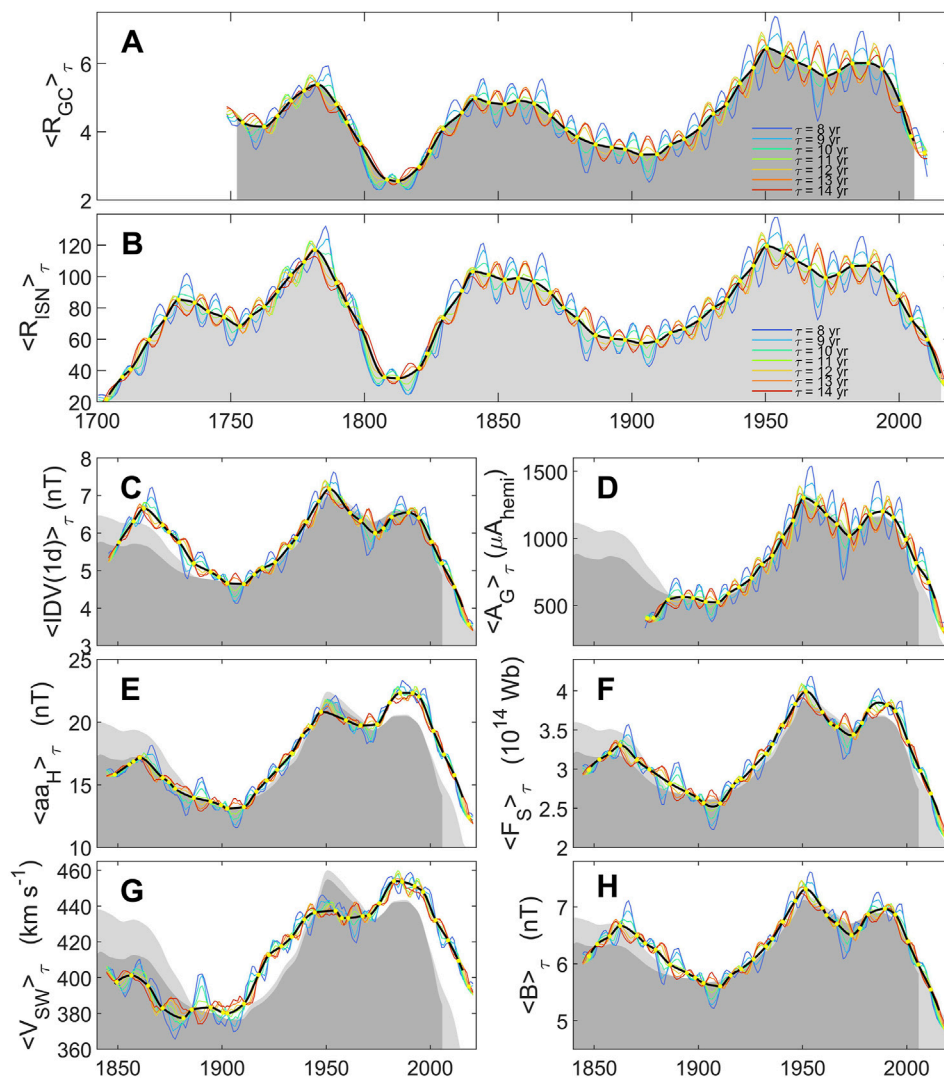 A
<R_GC>_τ
6
4
2
τ = 8 yr
τ = 9 yr
τ = 10 yr
τ = 11 yr
τ = 12 yr
τ = 13 yr
τ = 14 yr
B
<R_ISN>_τ
120
100
80
60
40
20
τ = 8 yr
τ = 9 yr
τ = 10 yr
τ = 11 yr
τ = 12 yr
τ = 13 yr
τ = 14 yr
1700 1750 1800 1850 1900 1950 2000
C
<IDV(1d)>_τ (nT)
8
7
6
5
4
3
D
<A_G>_τ (μA_hemi)
1500
1000
500
E
<aa_H>_τ (nT)
25
20
15
10
F
<F_S>_τ (10^14 Wb)
4
3.5
3
2.5
2
G
<V_SW>_τ (km s^-1)
460
440
420
400
380
360
1850 1900 1950 2000
H
<B>_τ (nT)
7
6
5
1850 1900 1950 2000